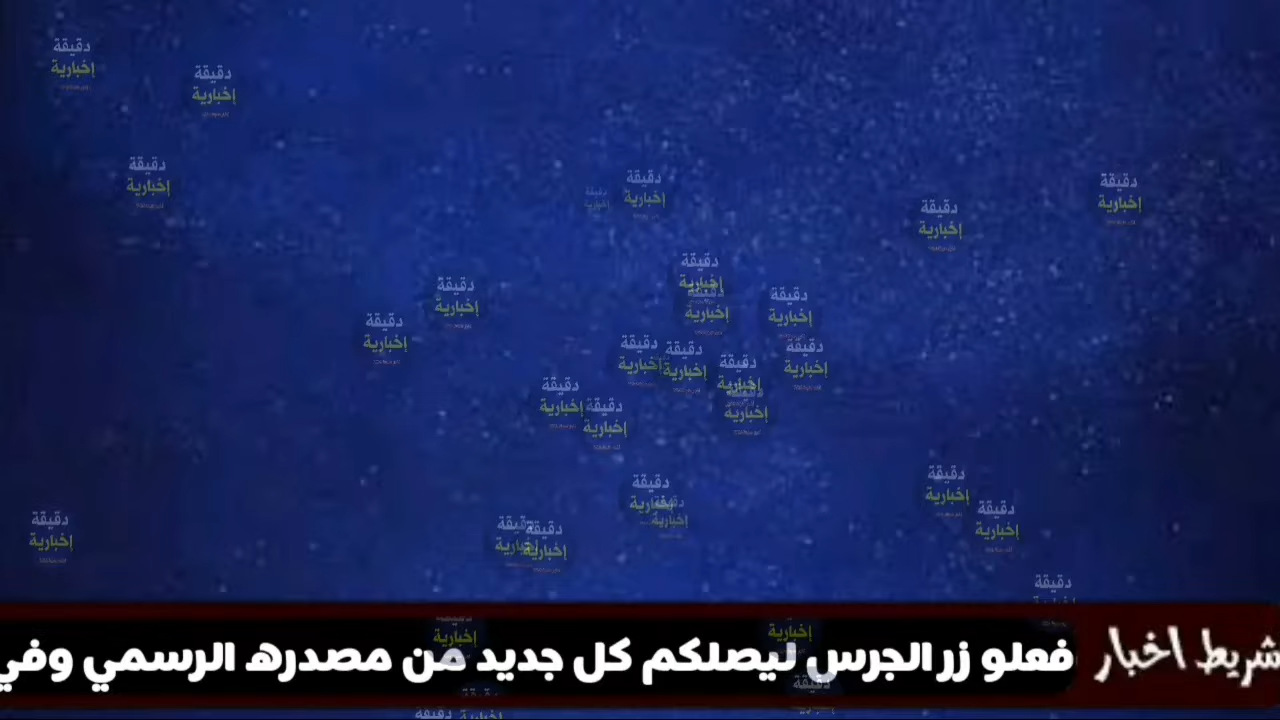 دقيقة
إخبارية
شريط اخبار
فعلو زر الجرس ليصلكم كل جديد من مصدره الرسمي وفي